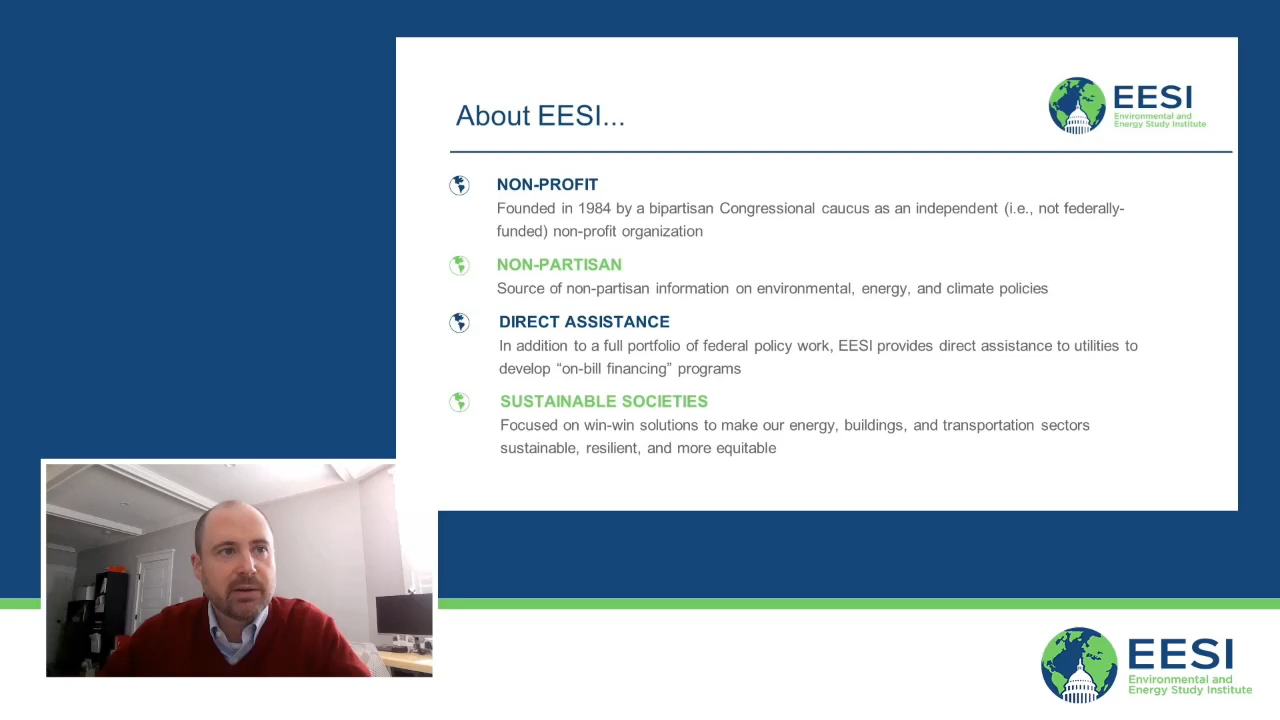 About EESI...
EESI
Environmental and
Energy Study Institute
NON-PROFIT
Founded in 1984 by a bipartisan Congressional caucus as an independent (i.e., not federally-
funded) non-profit organization
NON-PARTISAN
Source of non-partisan information on environmental, energy, and climate policies
DIRECT ASSISTANCE
In addition to a full portfolio of federal policy work, EESI provides direct assistance to utilities to
develop “on-bill financing” programs
SUSTAINABLE SOCIETIES
Focused on win-win solutions to make our energy, buildings, and transportation sectors
sustainable, resilient, and more equitable
EESI
Environmental and
Energy Study Institute